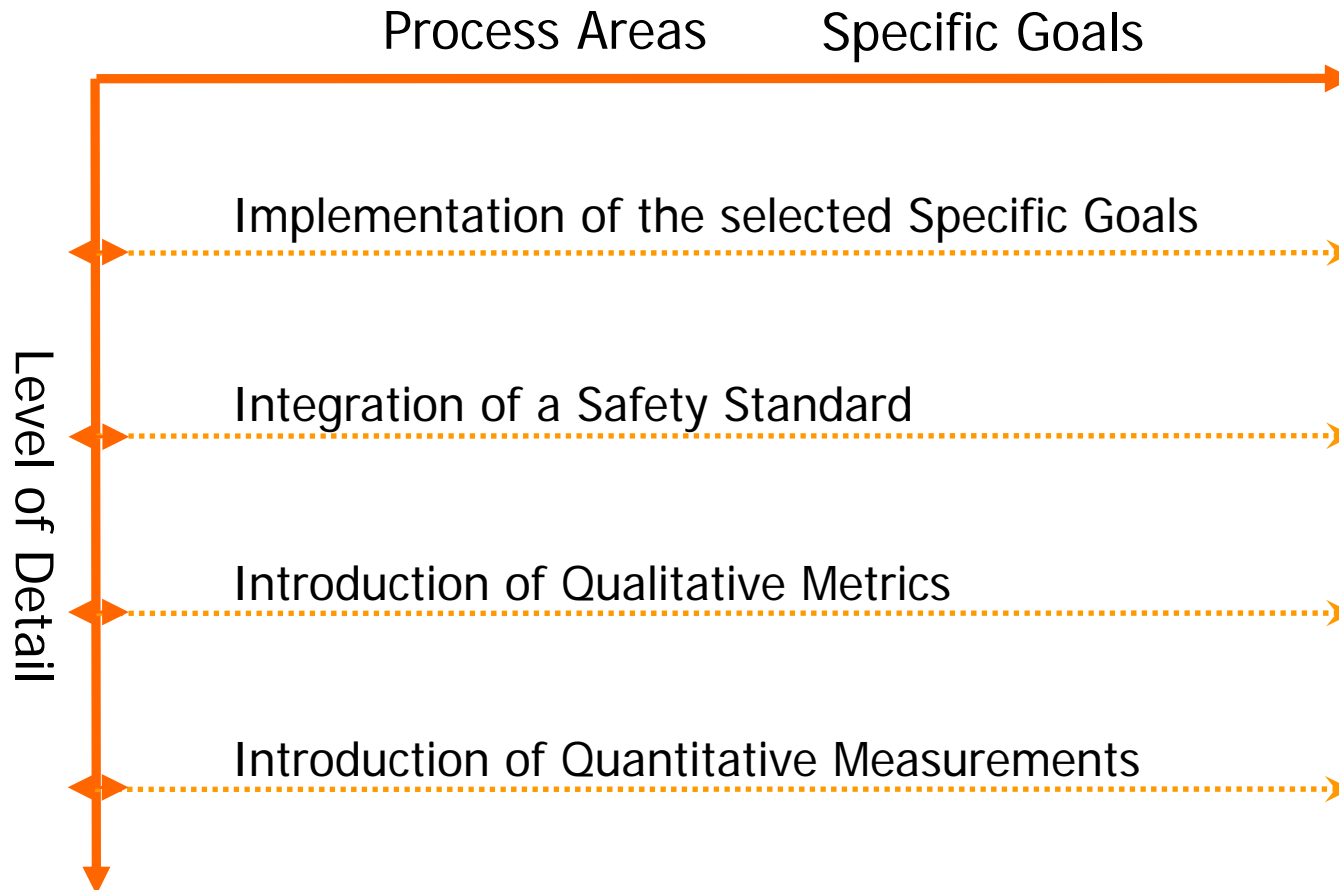 Process Areas Specific Goals
Implementation of the selected Specific Goals
Integration of a Safety Standard
Level of Detail
Introduction of Qualitative Metrics
Introduction of Quantitative Measurements